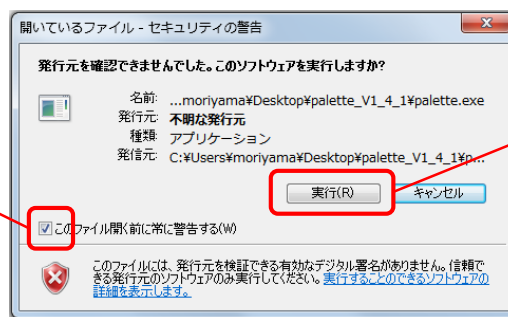 開いているファイル - セキュリティの警告
発行元を確認できませんでした。このソフトウェアを実行しますか?
名前: ...moriyama¥Desktop¥palette_V1_4_1¥palette.exe
発行元: 不明な発行元
種類: アプリケーション
発信元: C:¥Users¥moriyama¥Desktop¥palette_V1_4_1¥p...
実行(R) キャンセル
このファイル開く前に常に警告する(W)
このファイルには、発行元を検証できる有効なデジタル署名がありません。信頼で
きる発行元のソフトウェアのみ実行してください。実行することのできるソフトウェアの
詳細を表示します。